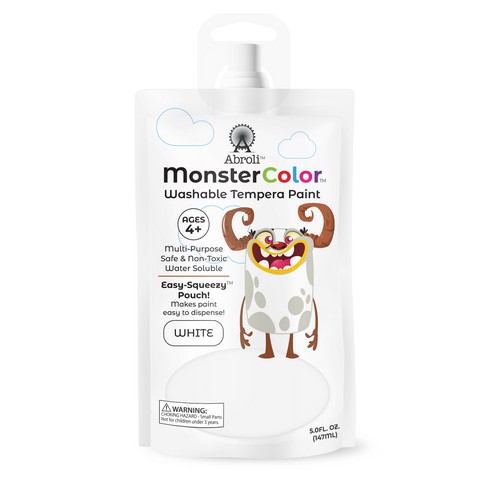 Abroli™
MonsterColor™
Washable Tempera Paint
AGES
4+
Multi-Purpose
Safe & Non-Toxic
Water Soluble
Easy-Squeezy™
Pouch!
Makes paint
easy to dispense!
WHITE
WARNING:
CHOKING HAZARD - Small Parts
Not for children under 3 years.
5.0FL. OZ.
(147ML)